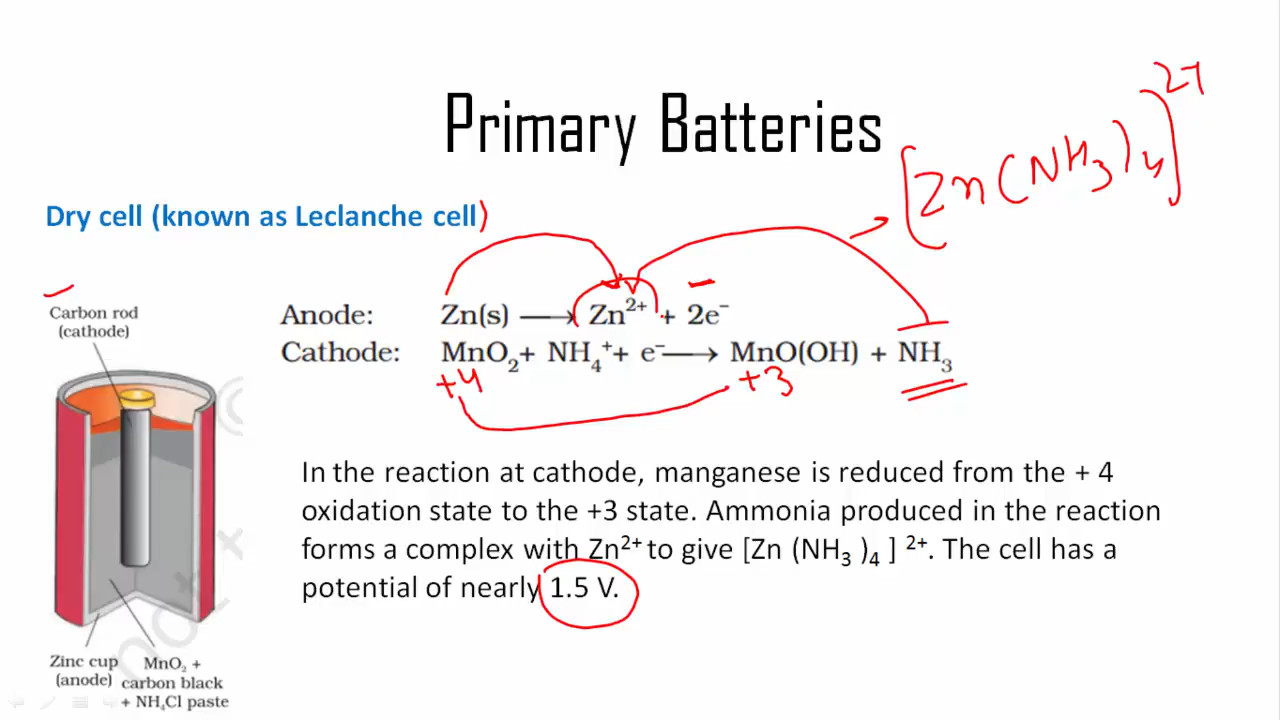 Primary Batteries
[Zn(NH₃)₄]²⁺
Dry cell (known as Leclanche cell)
Carbon rod
(cathode)
Anode: Zn(s) ⟶ Zn²⁺ + 2e⁻
Cathode: MnO₂+ NH₄⁺+ e⁻⟶ MnO(OH) + NH₃
+4 +3
In the reaction at cathode, manganese is reduced from the + 4
oxidation state to the +3 state. Ammonia produced in the reaction
forms a complex with Zn²⁺ to give [Zn (NH₃ )₄ ] ²⁺. The cell has a
potential of nearly 1.5 V.
Zinc cup
(anode)
MnO₂ +
carbon black
+ NH₄Cl paste